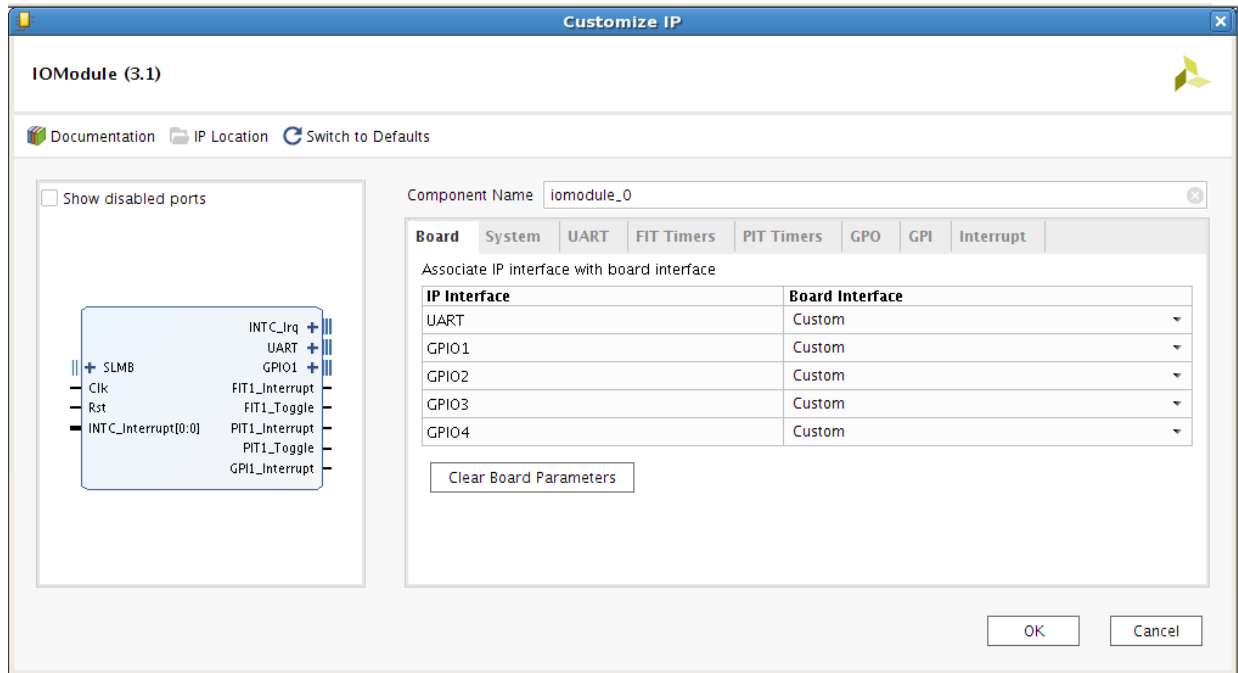 Customize IP
IOModule (3.1)
Documentation IP Location Switch to Defaults
Show disabled ports
Component Name iomodule_0
Board System UART FIT Timers PIT Timers GPO GPI Interrupt
Associate IP interface with board interface
IP Interface Board Interface
UART Custom
GPIO1 Custom
GPIO2 Custom
GPIO3 Custom
GPIO4 Custom
Clear Board Parameters
INTC_Irq
UART
SLMB GPIO1
Clk FIT1_Interrupt
Rst FIT1_Toggle
INTC_Interrupt[0:0] PIT1_Interrupt
PIT1_Toggle
GPI1_Interrupt
OK Cancel